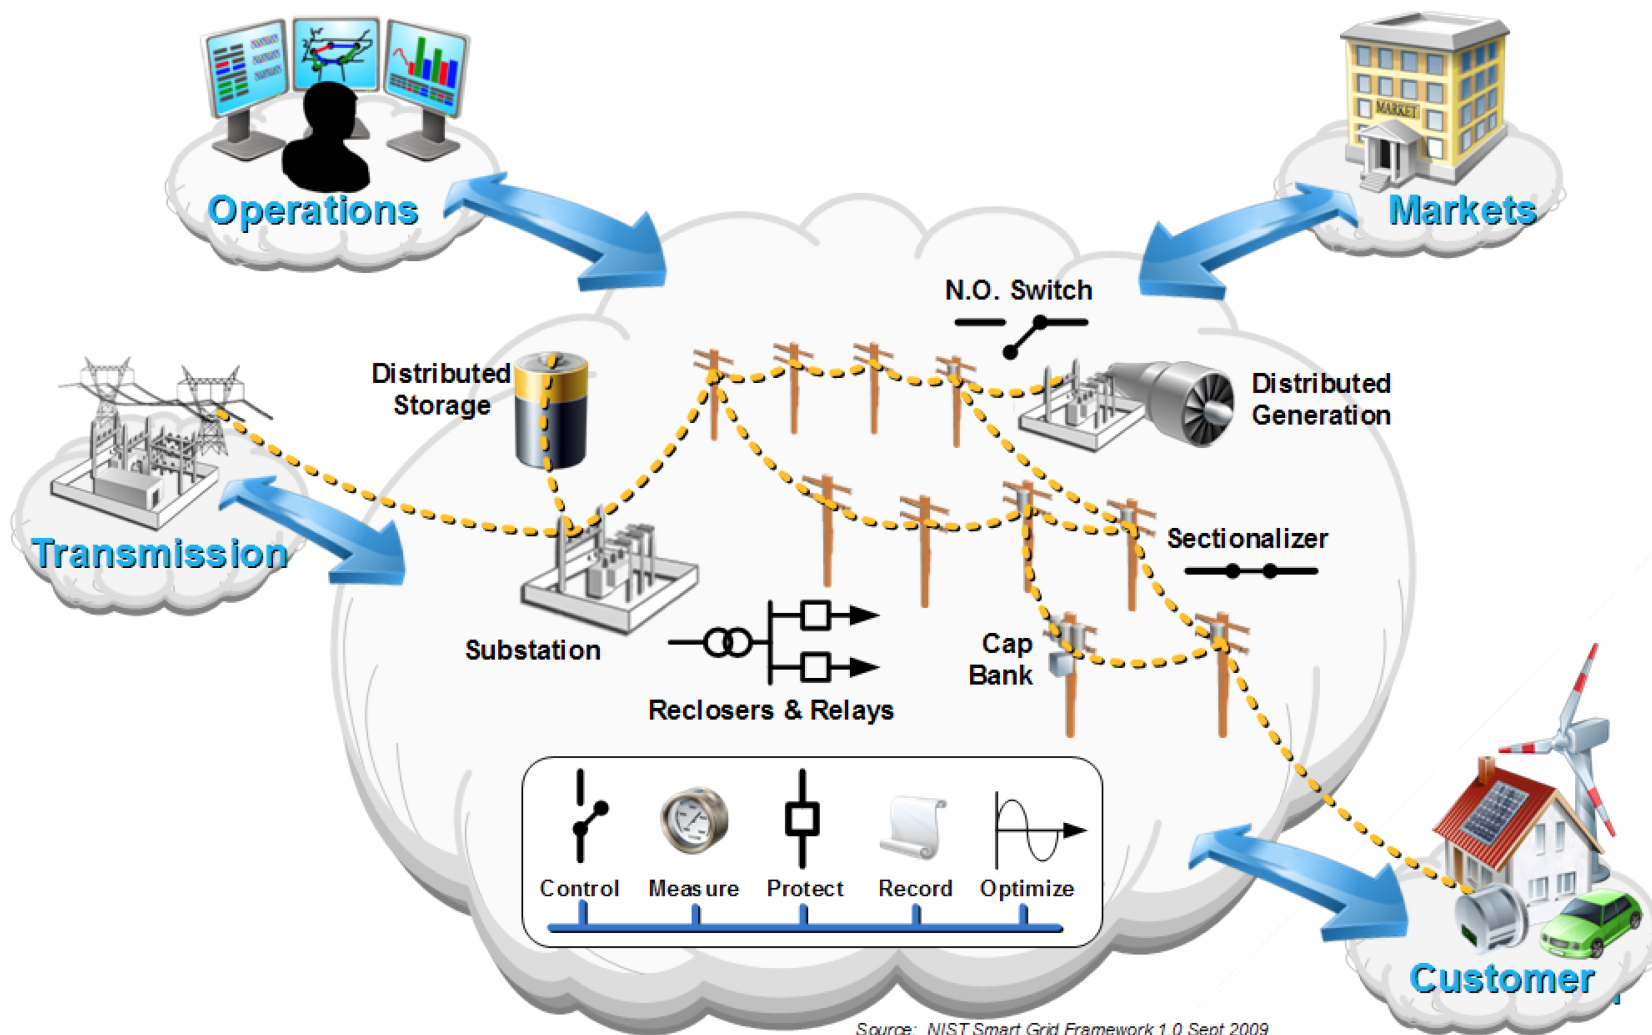 Operations
MARKET
Markets
N.O. Switch
Distributed
Storage
Distributed
Generation
Transmission
Sectionalizer
Substation
Cap
Bank
Reclosers & Relays
Control
Measure
Protect
Record
Optimize
Customer
Source: NIST Smart Grid Framework 1.0 Sept 2009